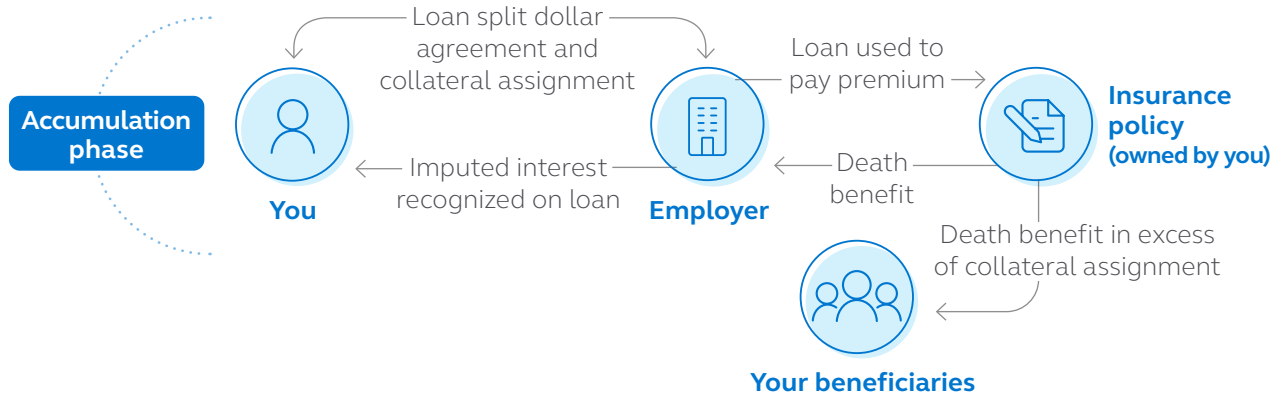 Accumulation
phase
Loan split dollar
agreement and
collateral assignment
Imputed interest
recognized on loan
You
Employer
Loan used to
pay premium
Death
benefit
Insurance
policy
(owned by you)
Death benefit in excess
of collateral assignment
Your beneficiaries